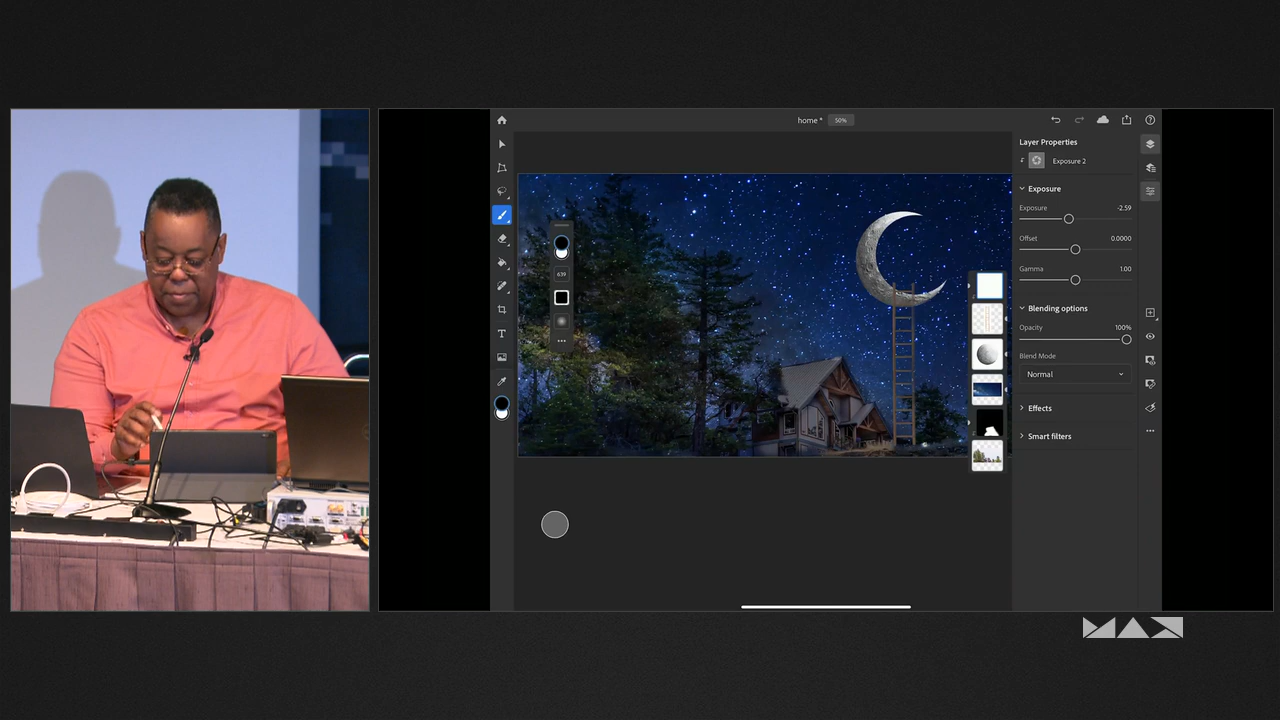 home *
50%
Layer Properties
Exposure 2
Exposure
Exposure -2.59
Offset 0.0000
Gamma 1.00
Blending options
Opacity 100%
Blend Mode
Normal
Effects
Smart filters
639
T
MAX